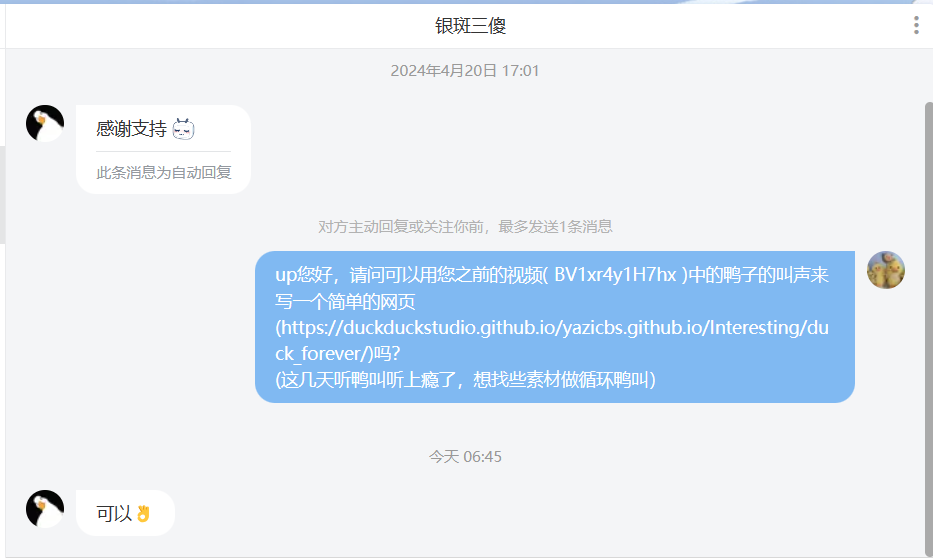 银斑三傻
2024年4月20日 17:01
感谢支持
此条消息为自动回复
对方主动回复或关注你前，最多发送1条消息
up您好，请问可以用您之前的视频( BV1xr4y1H7hx )中的鸭子的叫声来
写一个简单的网页
(https://duckduckstudio.github.io/yazicbs.github.io/Interesting/du
ck_forever/)吗？
(这几天听鸭叫听上瘾了，想找些素材做循环鸭叫)
今天 06:45
可以👌